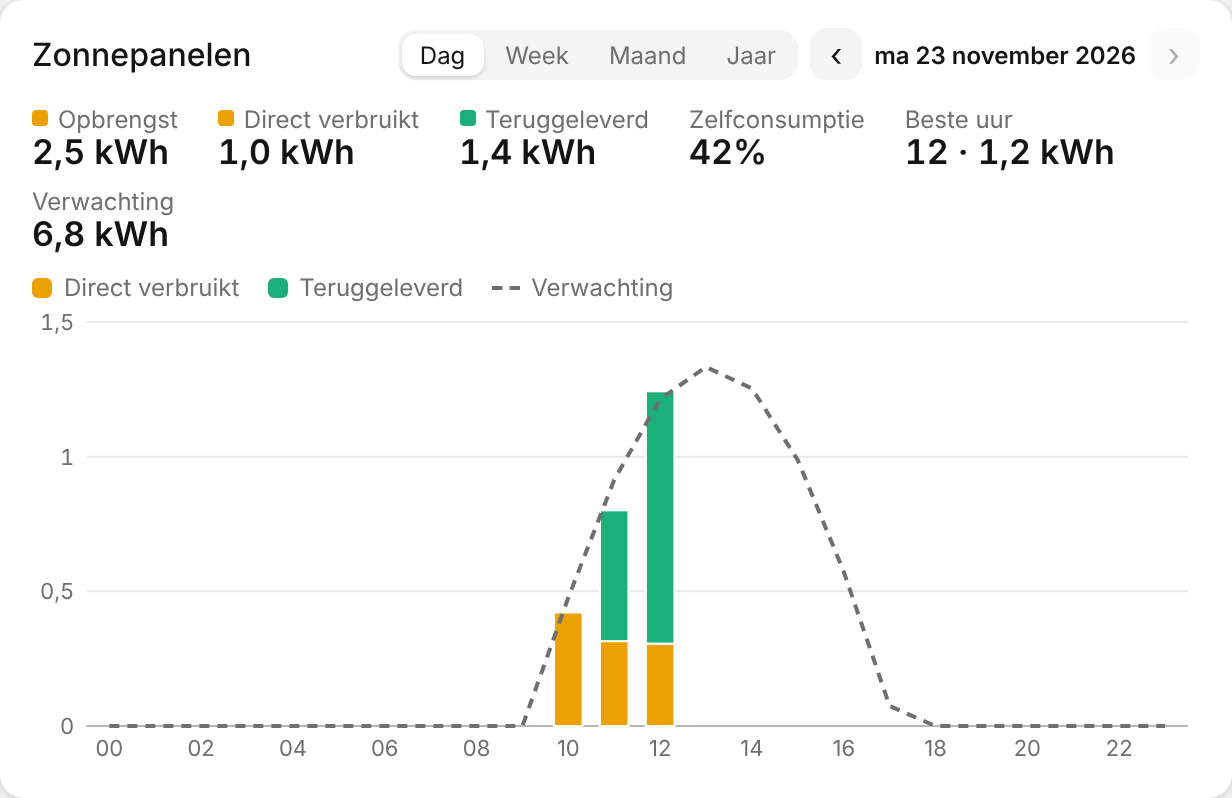 Zonnepanelen
Dag Week Maand Jaar ‹ ma 23 november 2026 ›
Opbrengst Direct verbruikt Teruggeleverd Zelfconsumptie Beste uur
2,5 kWh 1,0 kWh 1,4 kWh 42% 12 · 1,2 kWh
Verwachting
6,8 kWh
Direct verbruikt Teruggeleverd Verwachting
1,5
1
0,5
0
00 02 04 06 08 10 12 14 16 18 20 22